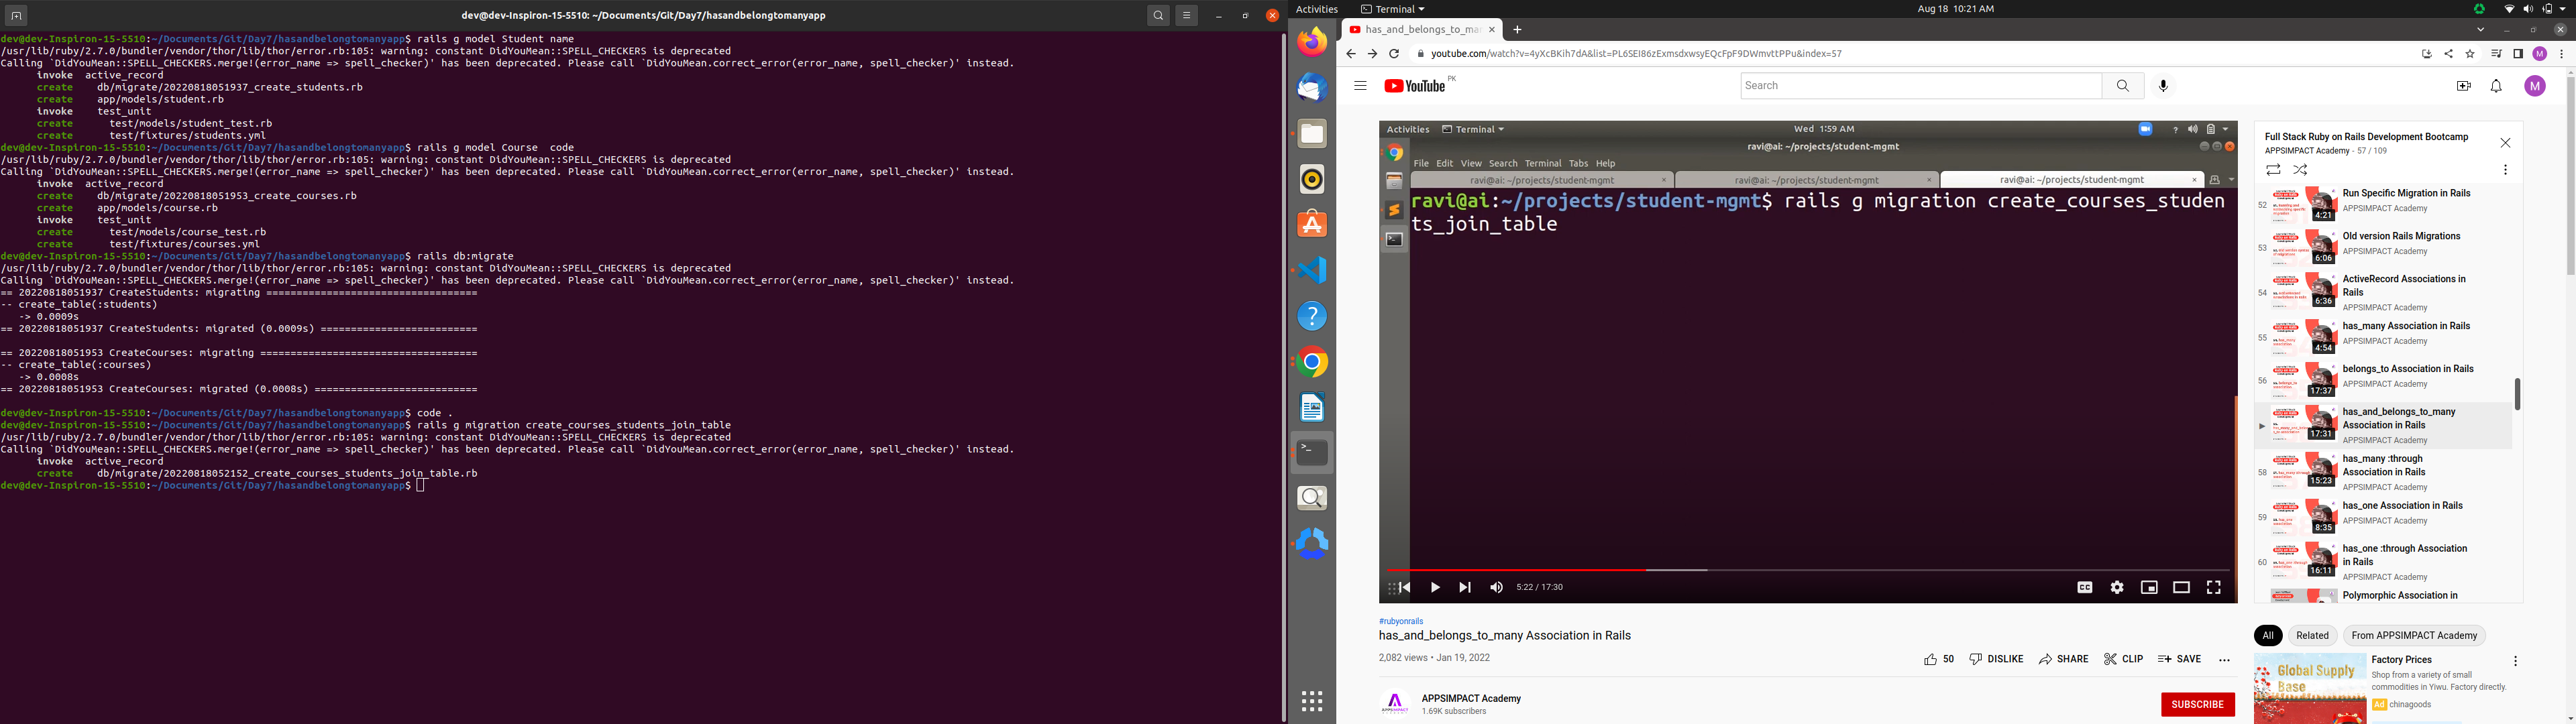 dev@dev-Inspiron-15-5510: ~/Documents/Git/Day7/hasandbelongtomanyapp
dev@dev-Inspiron-15-5510:~/Documents/Git/Day7/hasandbelongtomanyapp$ rails g model Student name
/usr/lib/ruby/2.7.0/bundler/vendor/thor/lib/thor/error.rb:105: warning: constant DidYouMean::SPELL_CHECKERS is deprecated
Calling `DidYouMean::SPELL_CHECKERS.merge!(error_name => spell_checker)' has been deprecated. Please call `DidYouMean.correct_error(error_name, spell_checker)' instead.
invoke  active_record
create    db/migrate/20220818051937_create_students.rb
create    app/models/student.rb
invoke    test_unit
create      test/models/student_test.rb
create      test/fixtures/students.yml
dev@dev-Inspiron-15-5510:~/Documents/Git/Day7/hasandbelongtomanyapp$ rails g model Course  code
/usr/lib/ruby/2.7.0/bundler/vendor/thor/lib/thor/error.rb:105: warning: constant DidYouMean::SPELL_CHECKERS is deprecated
Calling `DidYouMean::SPELL_CHECKERS.merge!(error_name => spell_checker)' has been deprecated. Please call `DidYouMean.correct_error(error_name, spell_checker)' instead.
invoke  active_record
create    db/migrate/20220818051953_create_courses.rb
create    app/models/course.rb
invoke    test_unit
create      test/models/course_test.rb
create      test/fixtures/courses.yml
dev@dev-Inspiron-15-5510:~/Documents/Git/Day7/hasandbelongtomanyapp$ rails db:migrate
/usr/lib/ruby/2.7.0/bundler/vendor/thor/lib/thor/error.rb:105: warning: constant DidYouMean::SPELL_CHECKERS is deprecated
Calling `DidYouMean::SPELL_CHECKERS.merge!(error_name => spell_checker)' has been deprecated. Please call `DidYouMean.correct_error(error_name, spell_checker)' instead.
== 20220818051937 CreateStudents: migrating ===================================
-- create_table(:students)
-> 0.0009s
== 20220818051937 CreateStudents: migrated (0.0009s) ==========================
== 20220818051953 CreateCourses: migrating ====================================
-- create_table(:courses)
-> 0.0008s
== 20220818051953 CreateCourses: migrated (0.0008s) ===========================
dev@dev-Inspiron-15-5510:~/Documents/Git/Day7/hasandbelongtomanyapp$ code .
dev@dev-Inspiron-15-5510:~/Documents/Git/Day7/hasandbelongtomanyapp$ rails g migration create_courses_students_join_table
/usr/lib/ruby/2.7.0/bundler/vendor/thor/lib/thor/error.rb:105: warning: constant DidYouMean::SPELL_CHECKERS is deprecated
Calling `DidYouMean::SPELL_CHECKERS.merge!(error_name => spell_checker)' has been deprecated. Please call `DidYouMean.correct_error(error_name, spell_checker)' instead.
invoke  active_record
create    db/migrate/20220818052152_create_courses_students_join_table.rb
dev@dev-Inspiron-15-5510:~/Documents/Git/Day7/hasandbelongtomanyapp$
Activities Terminal Aug 18 10:21 AM
has_and_belongs_to_ma
youtube.com/watch?v=4yXcBKih7dA&list=PL6SEI86zExmsdxwsyEQcFpF9DWmvttPPu&index=57
M
YouTube PK
Search
M
Activities Terminal Wed 1:59 AM
ravi@ai: ~/projects/student-mgmt
File Edit View Search Terminal Tabs Help
ravi@ai: ~/projects/student-mgmt
ravi@ai: ~/projects/student-mgmt
ravi@ai: ~/projects/student-mgmt
ravi@ai:~/projects/student-mgmt$ rails g migration create_courses_studen
ts_join_table
5:22 / 17:30
CC
#rubyonrails
has_and_belongs_to_many Association in Rails
2,082 views • Jan 19, 2022
50 DISLIKE SHARE CLIP SAVE
APPSIMPACT Academy
1.69K subscribers
SUBSCRIBE
Full Stack Ruby on Rails Development Bootcamp
APPSIMPACT Academy - 57 / 109
52
4:21
Run Specific Migration in Rails
APPSIMPACT Academy
53
6:06
Old version Rails Migrations
APPSIMPACT Academy
54
6:36
ActiveRecord Associations in
Rails
APPSIMPACT Academy
55
4:54
has_many Association in Rails
APPSIMPACT Academy
56
17:37
belongs_to Association in Rails
APPSIMPACT Academy
17:31
has_and_belongs_to_many
Association in Rails
APPSIMPACT Academy
58
15:23
has_many :through
Association in Rails
APPSIMPACT Academy
59
8:35
has_one Association in Rails
APPSIMPACT Academy
60
16:11
has_one :through Association
in Rails
APPSIMPACT Academy
Polymorphic Association in
All
Related
From APPSIMPACT Academy
Global Supply
Base
Factory Prices
Shop from a variety of small
commodities in Yiwu. Factory directly.
Ad chinagoods